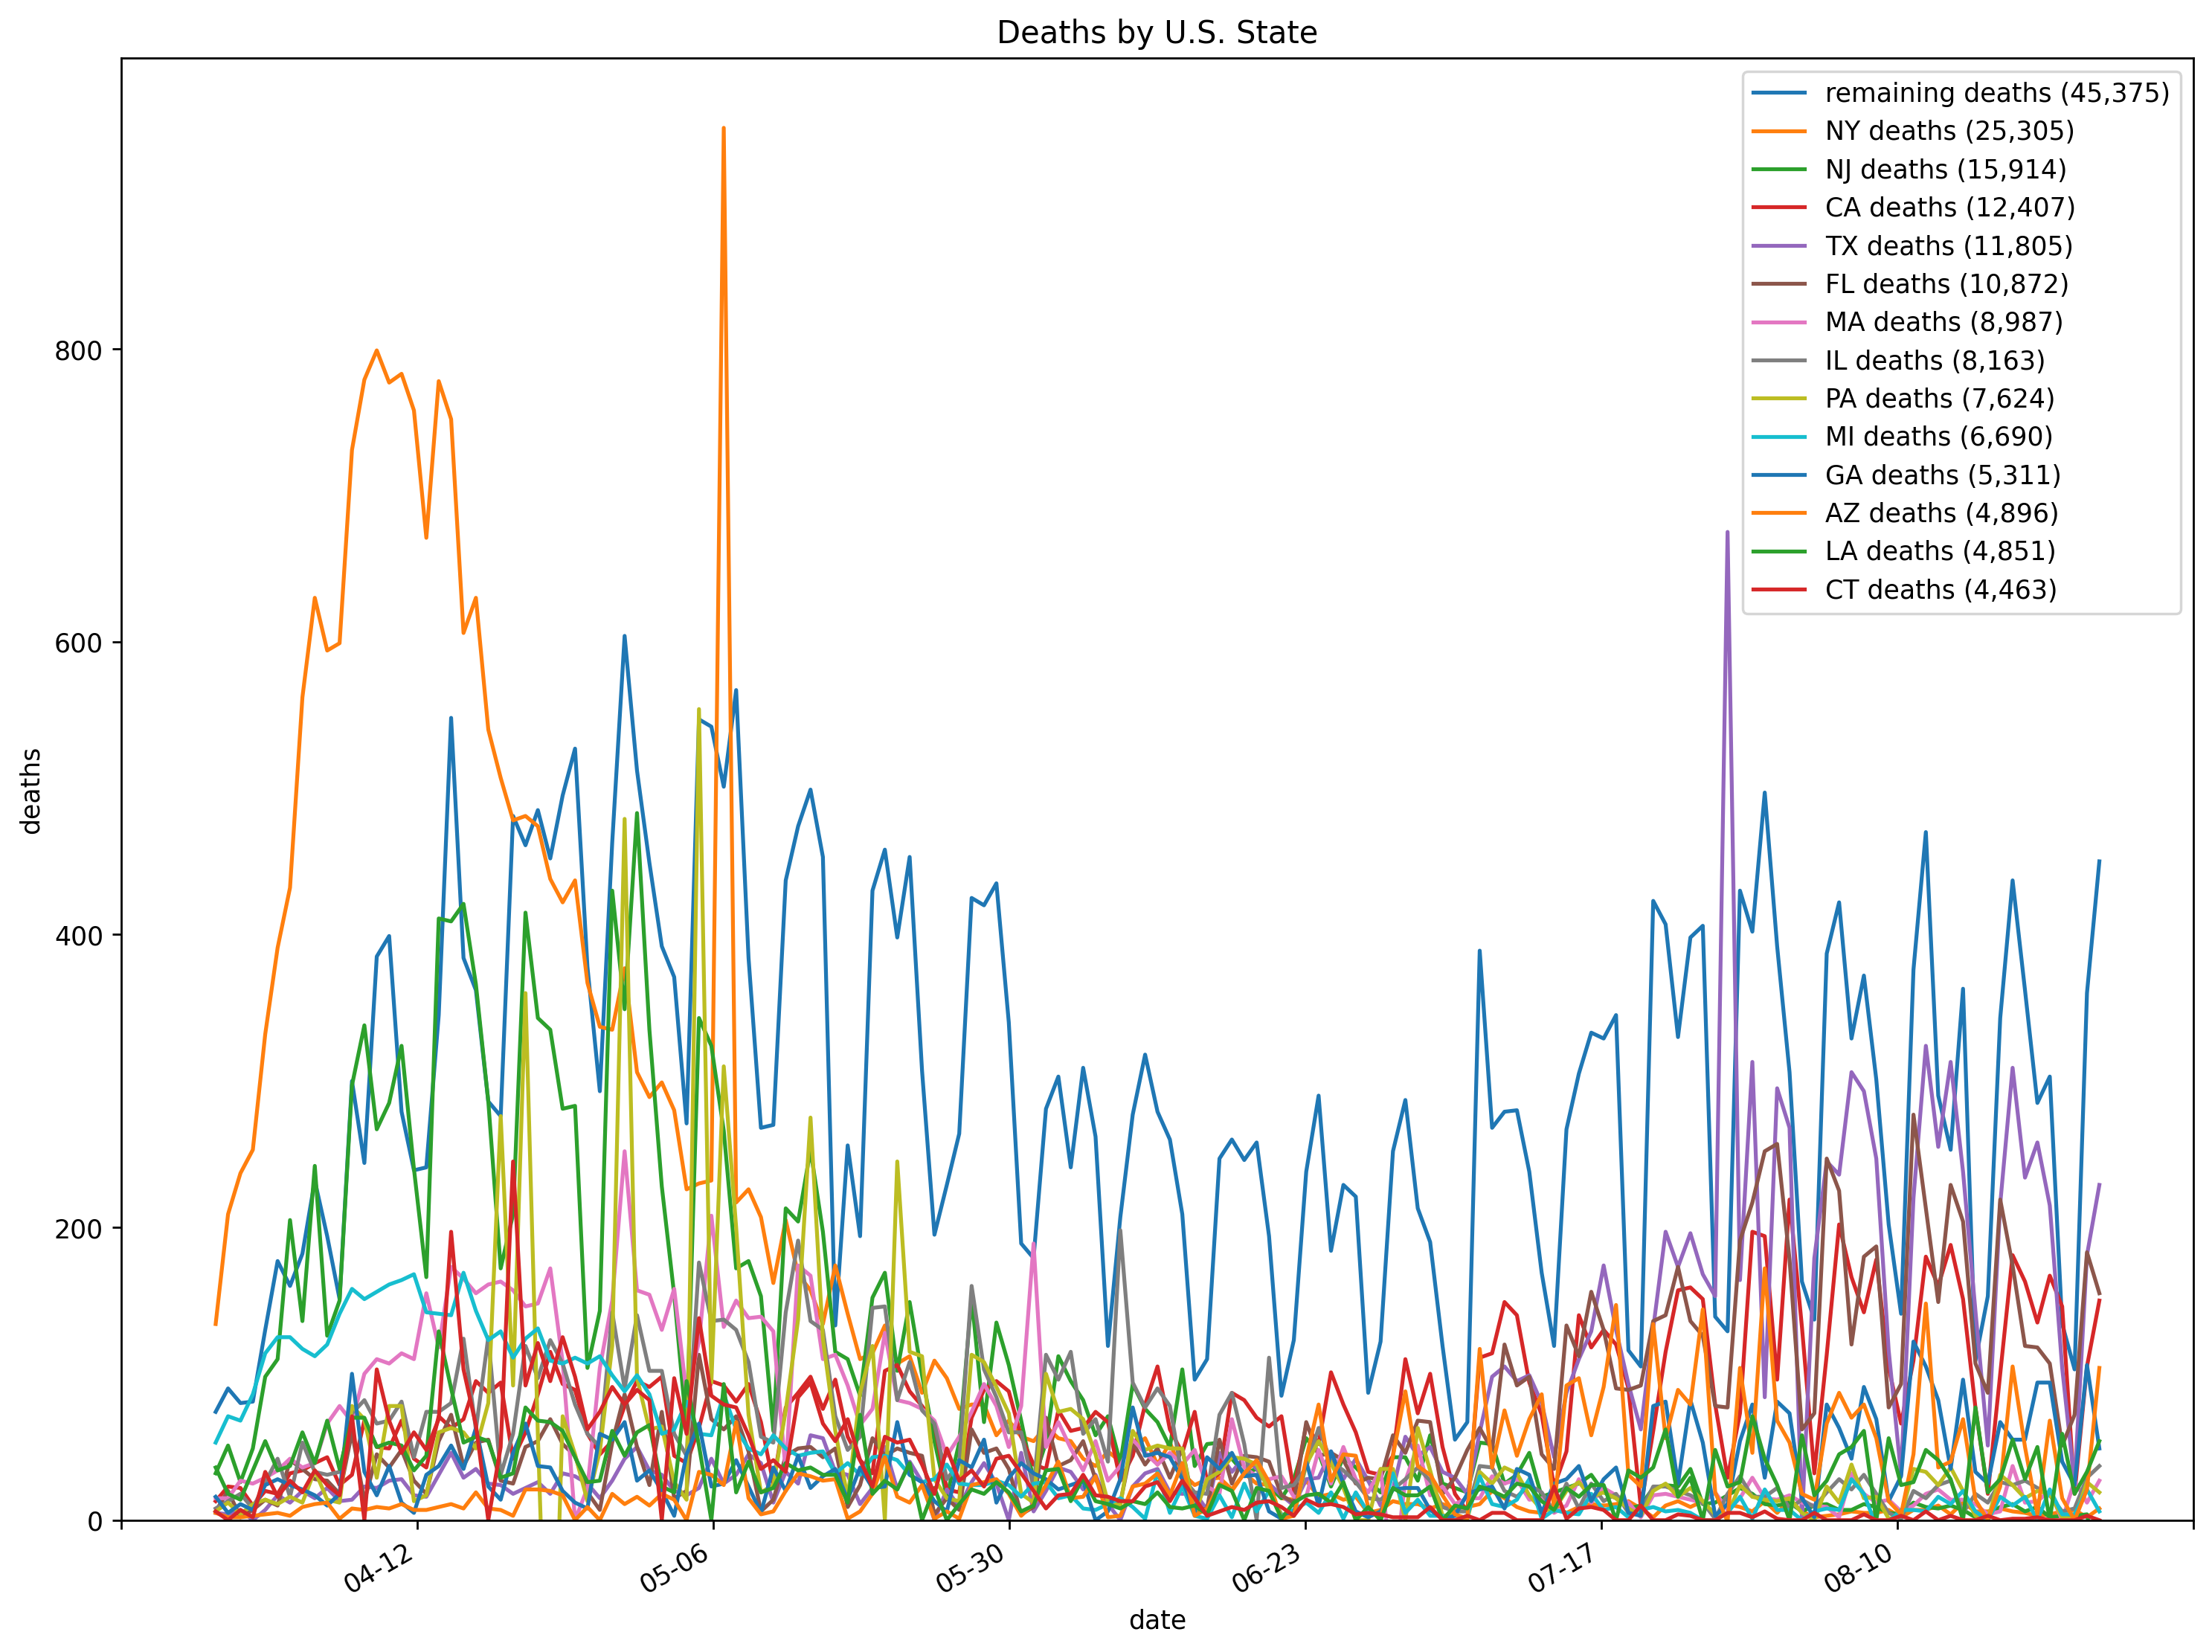 Deaths by U.S. State
remaining deaths (45,375)
NY deaths (25,305)
NJ deaths (15,914)
CA deaths (12,407)
TX deaths (11,805)
FL deaths (10,872)
MA deaths (8,987)
IL deaths (8,163)
PA deaths (7,624)
MI deaths (6,690)
GA deaths (5,311)
AZ deaths (4,896)
LA deaths (4,851)
CT deaths (4,463)
800
600
400
200
0
deaths
04-12
05-06
05-30
06-23
07-17
08-10
date